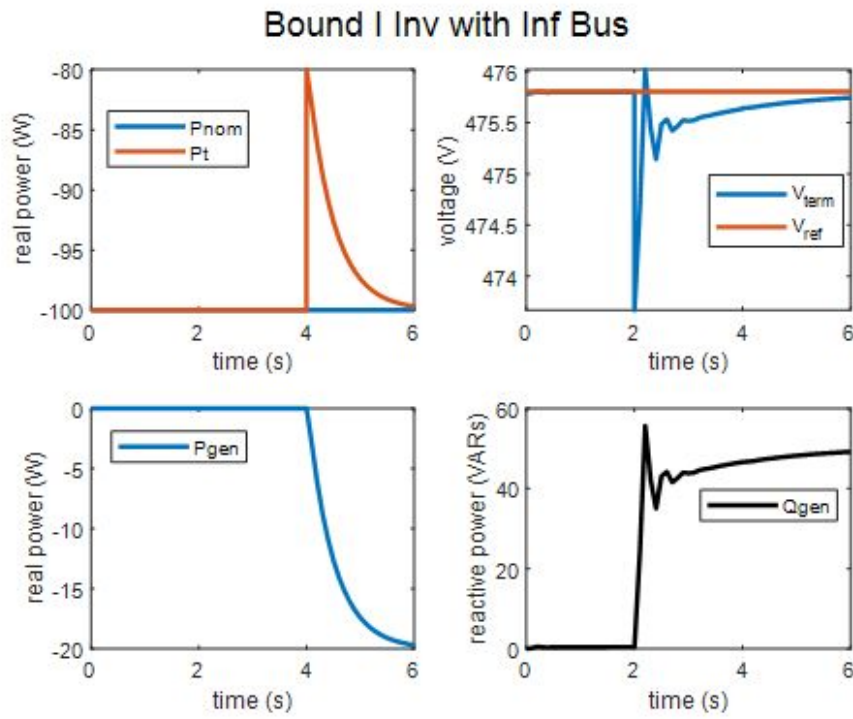 Bound I Inv with Inf Bus
-80
-85
-90
-95
-100
real power (W)
Pnom
Pt
0 2 4 6
time (s)
476
475.5
475
474.5
474
voltage (V)
Vterm
Vref
0 2 4 6
time (s)
0
-5
-10
-15
-20
real power (W)
Pgen
0 2 4 6
time (s)
60
40
20
0
reactive power (VARs)
Qgen
0 2 4 6
time (s)